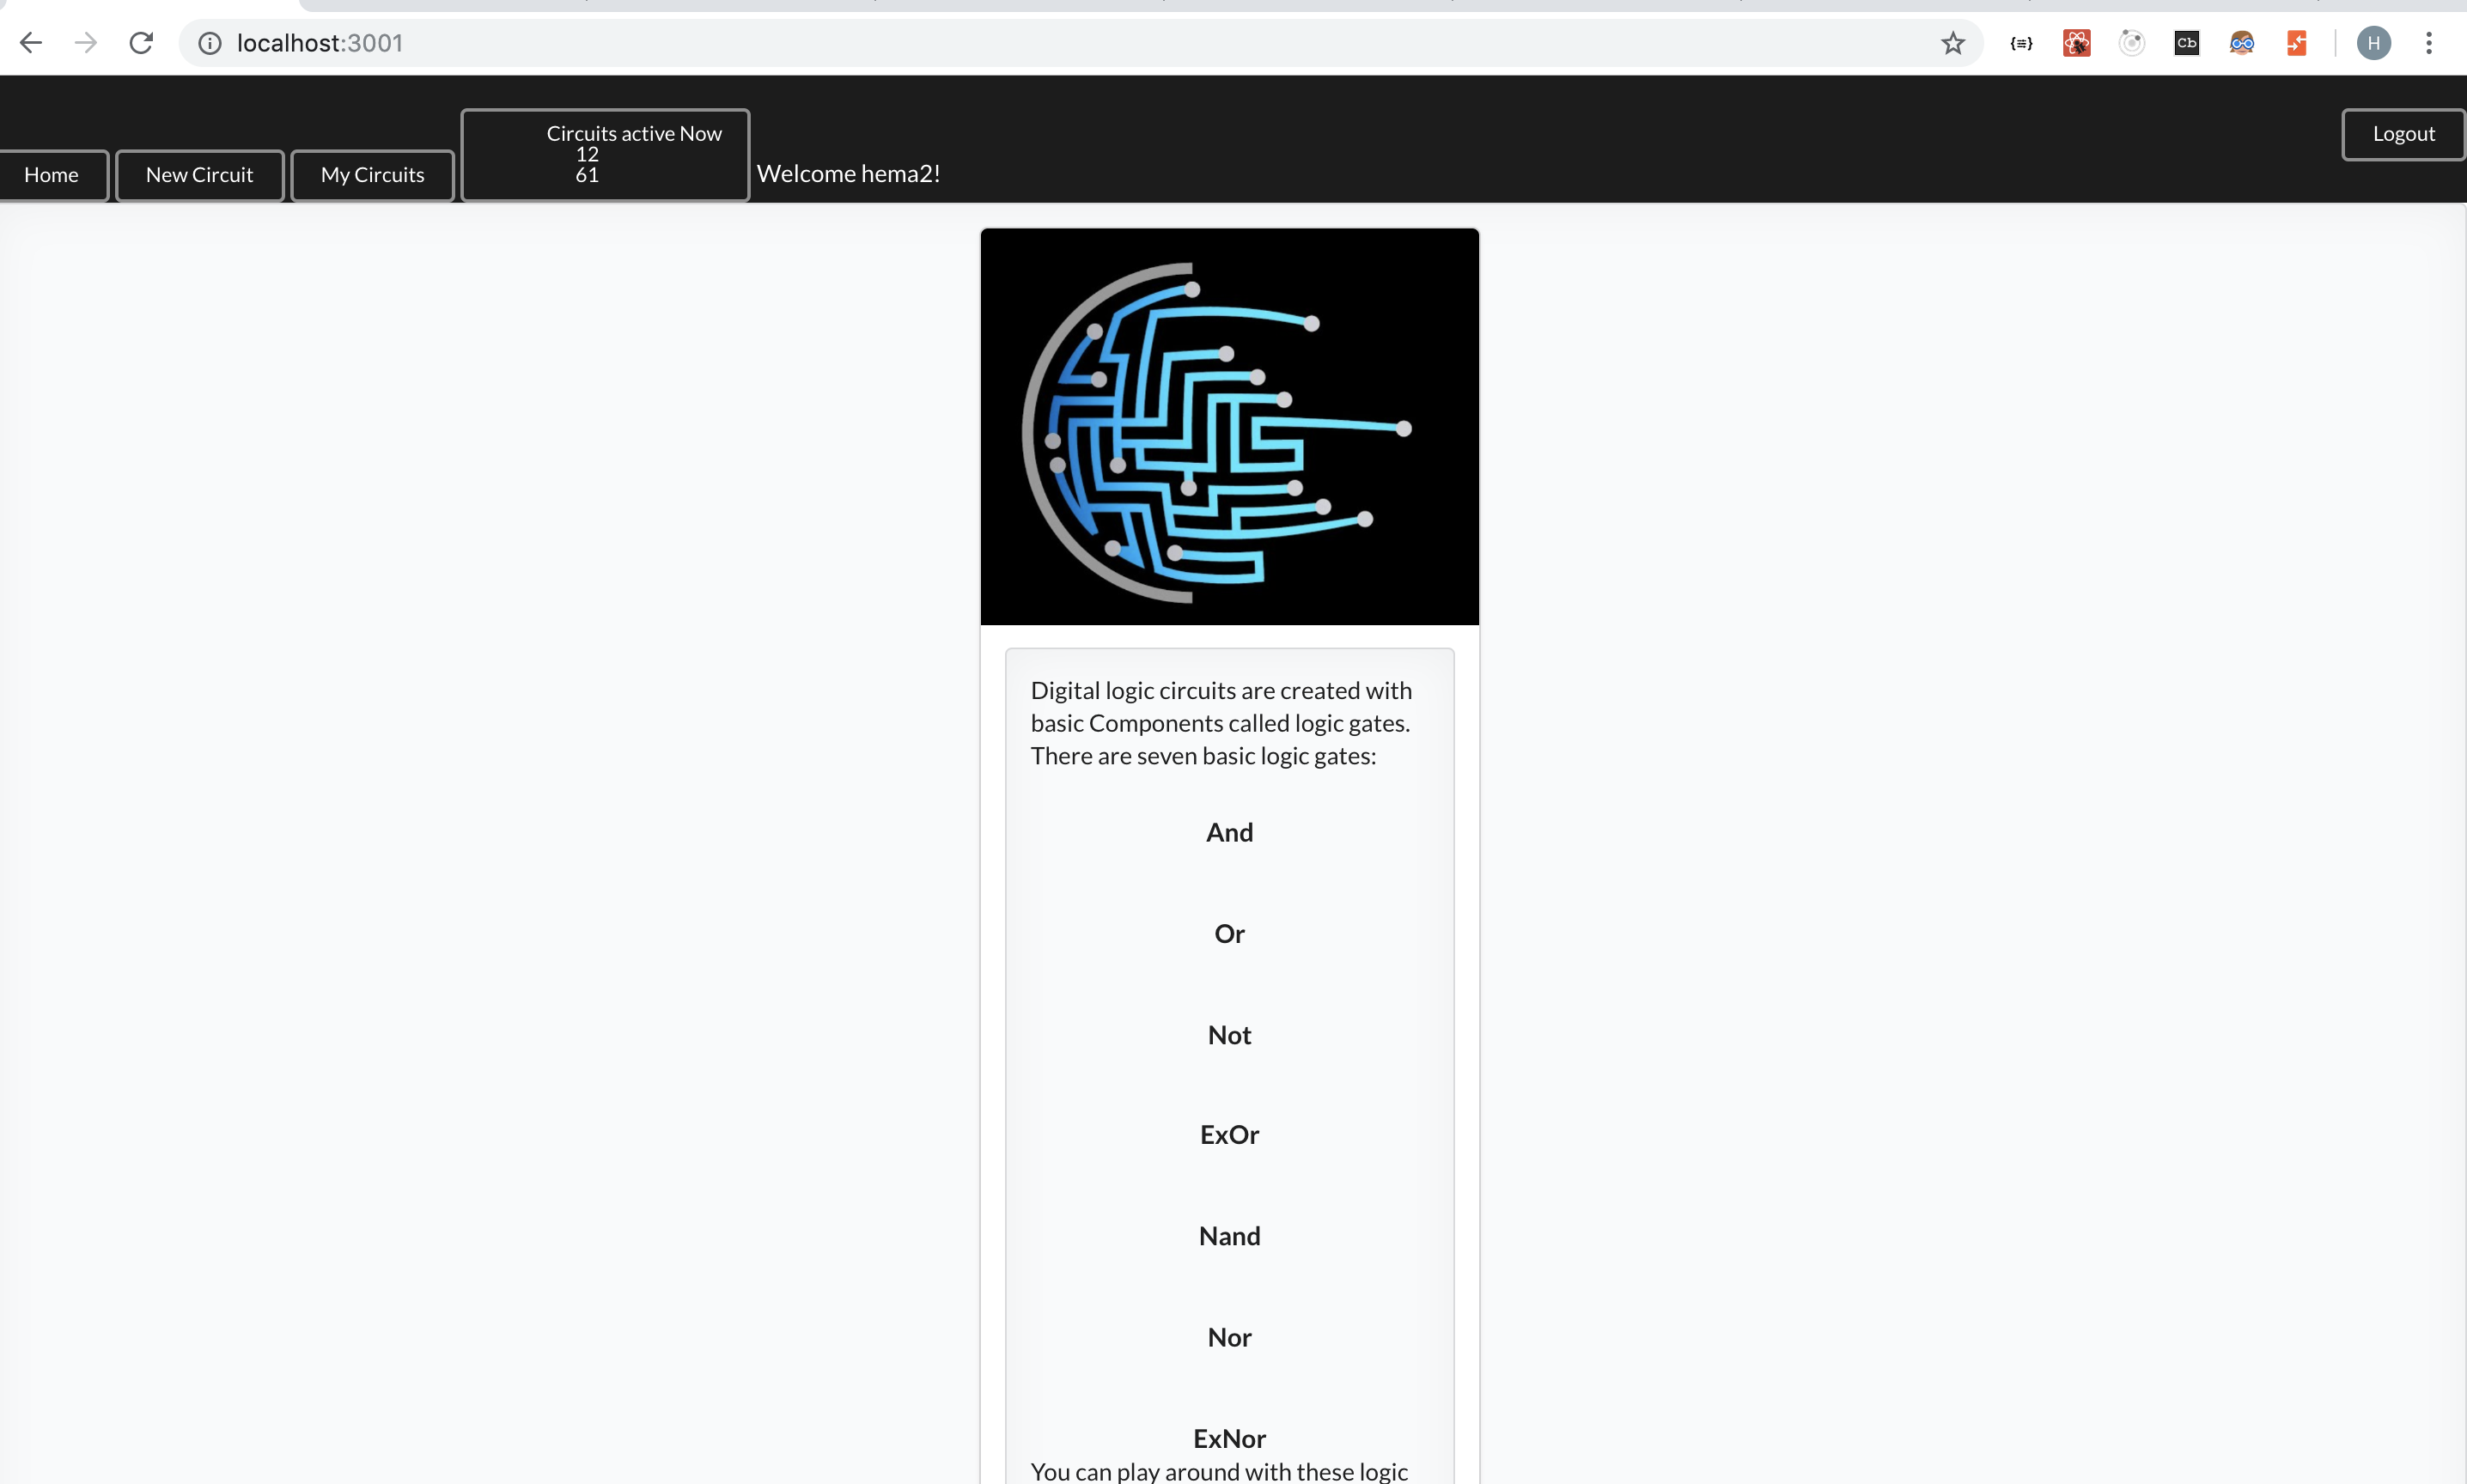 localhost:3001
{≡}
Cb
H
Circuits active Now
12
61
Home
New Circuit
My Circuits
Welcome hema2!
Logout
Digital logic circuits are created with
basic Components called logic gates.
There are seven basic logic gates:
And
Or
Not
ExOr
Nand
Nor
ExNor
You can play around with these logic